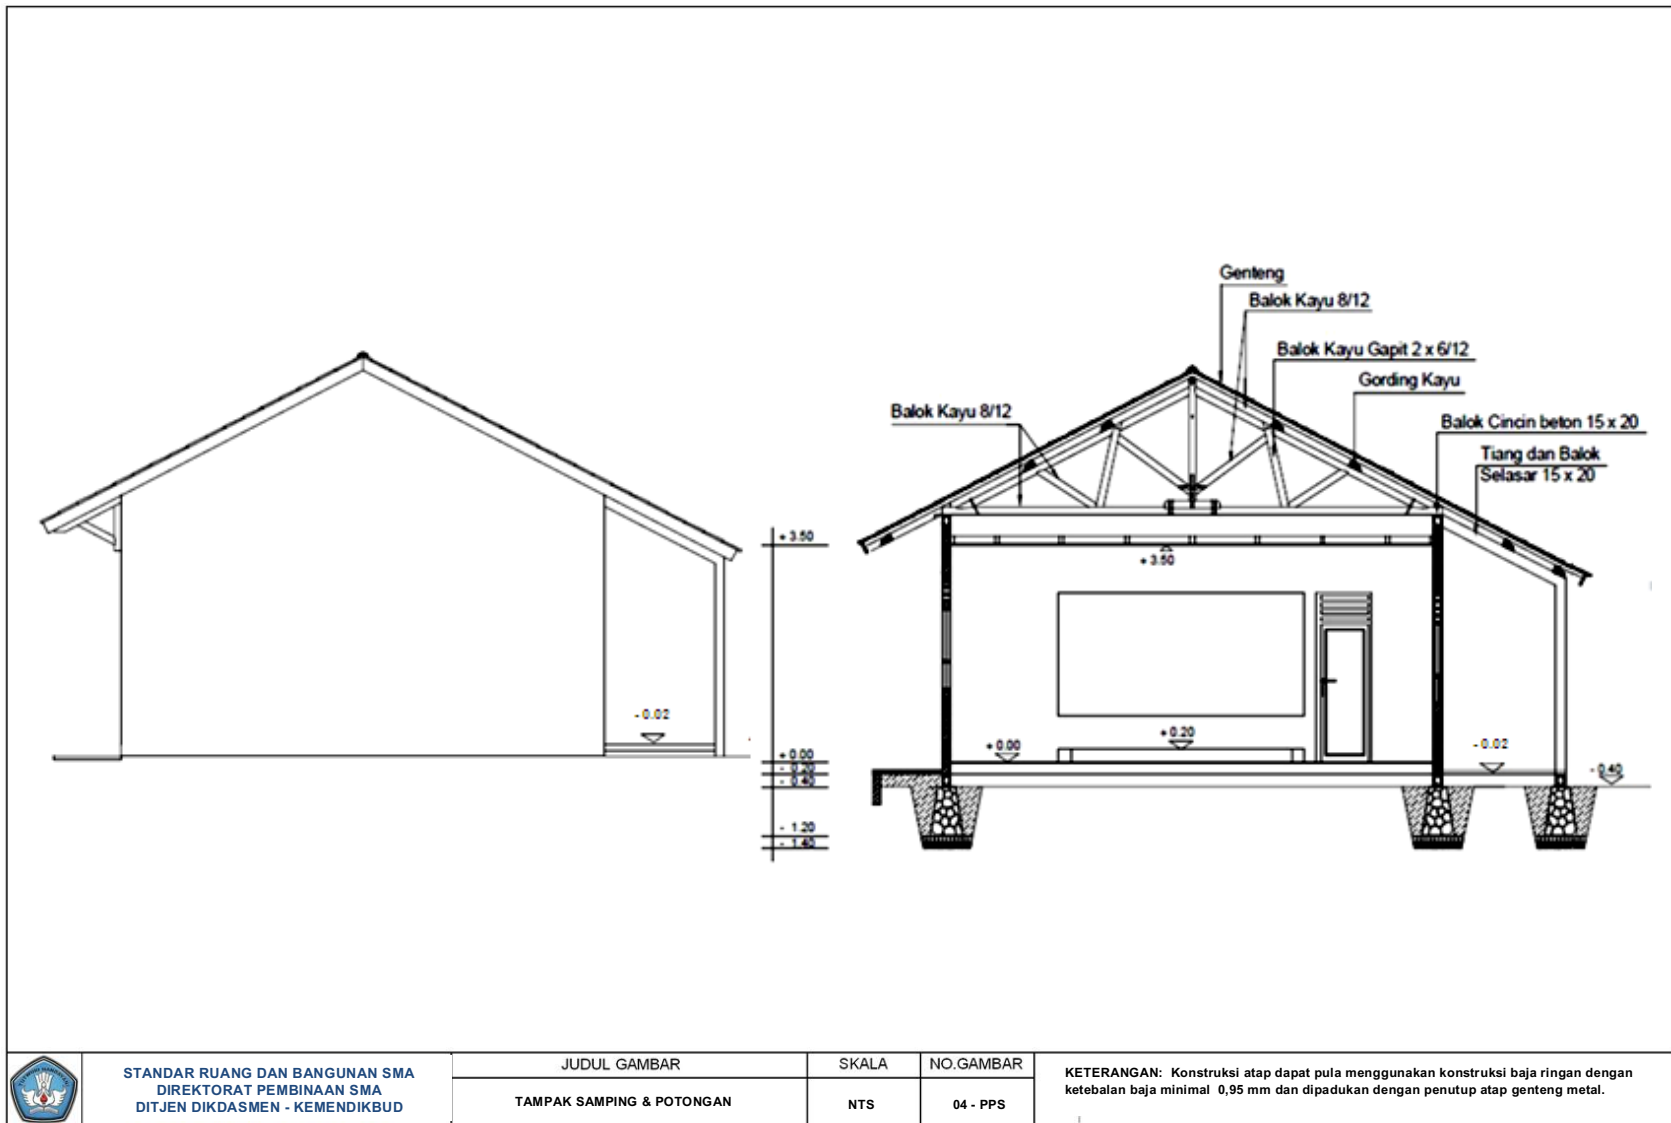 Genteng
Balok Kayu 8/12
Balok Kayu Gapit 2 x 6/12
Gording Kayu
Balok Kayu 8/12
Balok Cincin beton 15 x 20
Tiang dan Balok
Selasar 15 x 20
+ 3.50
+ 3.50
- 0.02
+ 0.00
- 0.20
- 0.40
- 1.20
- 1.40
+ 0.00
+ 0.20
- 0.02
- 0.40
STANDAR RUANG DAN BANGUNAN SMA
DIREKTORAT PEMBINAAN SMA
DITJEN DIKDASMEN - KEMENDIKBUD
JUDUL GAMBAR
TAMPAK SAMPING & POTONGAN
SKALA
NTS
NO.GAMBAR
04 - PPS
KETERANGAN: Konstruksi atap dapat pula menggunakan konstruksi baja ringan dengan
ketebalan baja minimal 0,95 mm dan dipadukan dengan penutup atap genteng metal.